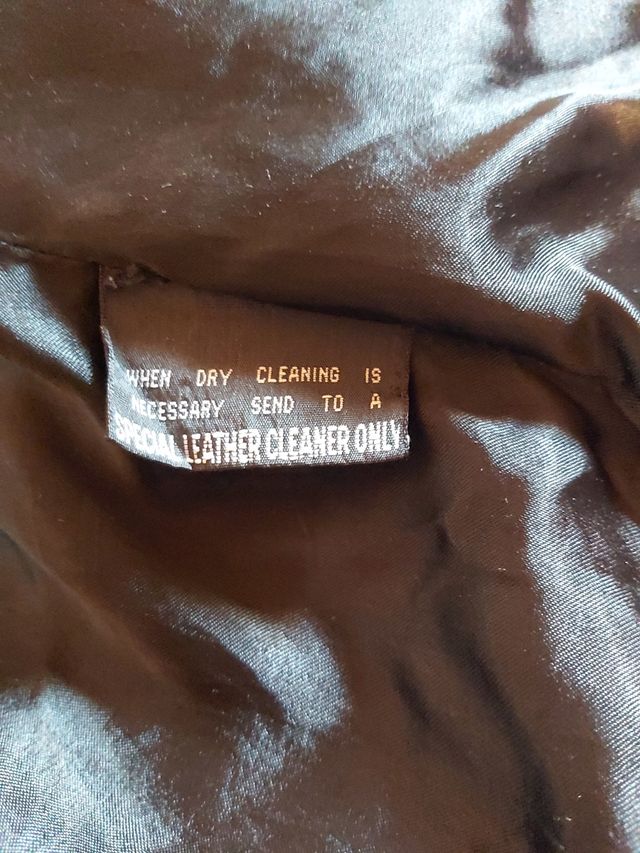 WHEN DRY CLEANING IS
NECESSARY SEND TO A
SPECIAL LEATHER CLEANER ONLY